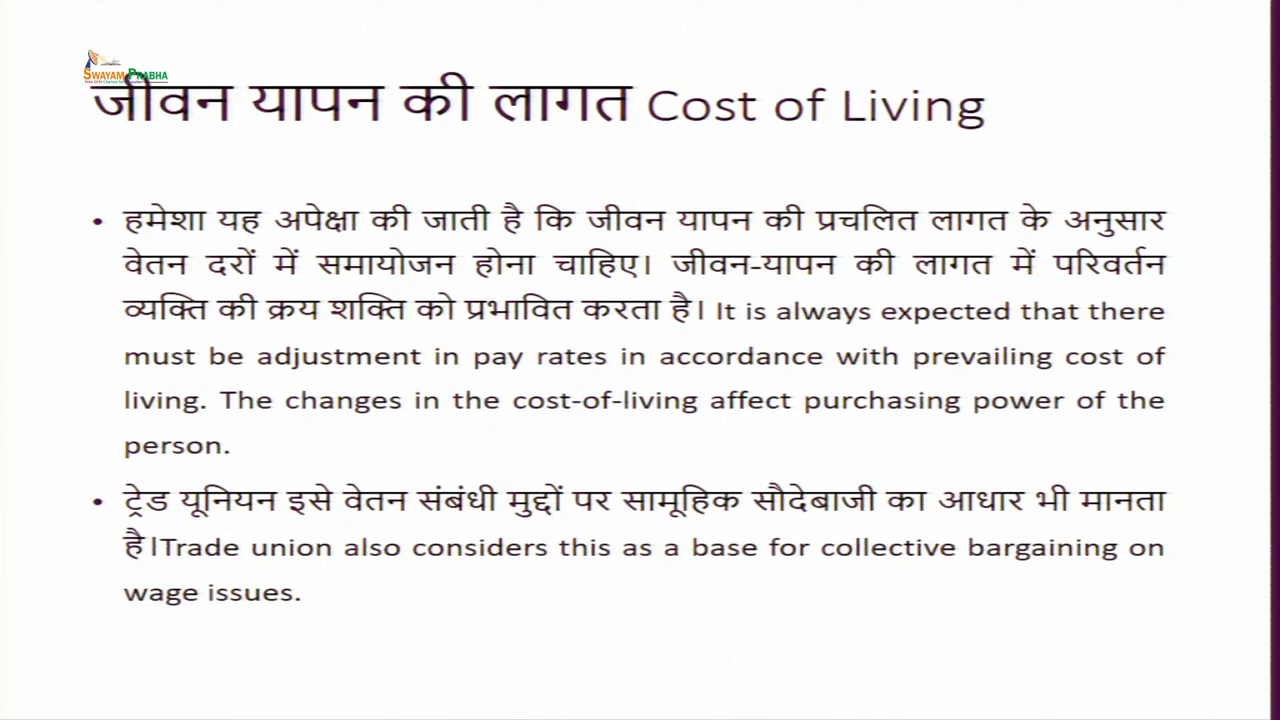 SWAYAM PRABHA
जीवन यापन की लागत Cost of Living
• हमेशा यह अपेक्षा की जाती है कि जीवन यापन की प्रचलित लागत के अनुसार
वेतन दरों में समायोजन होना चाहिए। जीवन-यापन की लागत में परिवर्तन
व्यक्ति की क्रय शक्ति को प्रभावित करता है। It is always expected that there
must be adjustment in pay rates in accordance with prevailing cost of
living. The changes in the cost-of-living affect purchasing power of the
person.
• ट्रेड यूनियन इसे वेतन संबंधी मुद्दों पर सामूहिक सौदेबाजी का आधार भी मानता
है।Trade union also considers this as a base for collective bargaining on
wage issues.